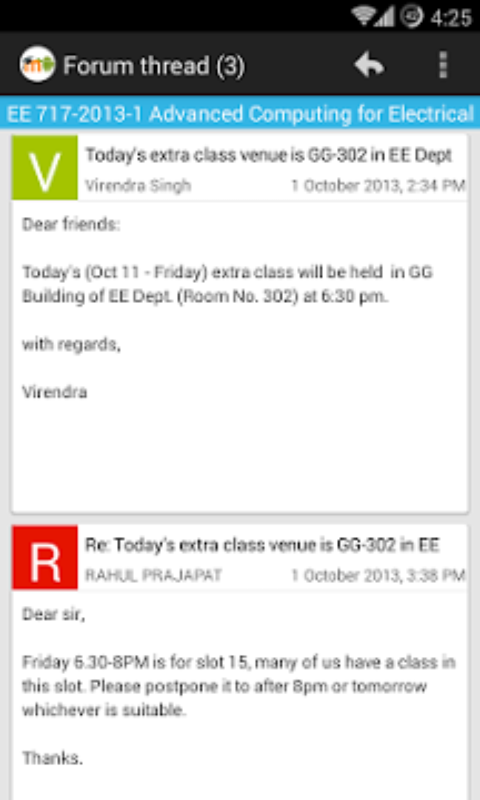 4:25
Forum thread (3)
EE 717-2013-1 Advanced Computing for Electrical
V
Today's extra class venue is GG-302 in EE Dept
Virendra Singh 1 October 2013, 2:34 PM
Dear friends:
Today's (Oct 11 - Friday) extra class will be held in GG
Building of EE Dept. (Room No. 302) at 6:30 pm.
with regards,
Virendra
R
Re: Today's extra class venue is GG-302 in EE
RAHUL PRAJAPAT 1 October 2013, 3:38 PM
Dear sir,
Friday 6.30-8PM is for slot 15, many of us have a class in
this slot. Please postpone it to after 8pm or tomorrow
whichever is suitable.
Thanks.